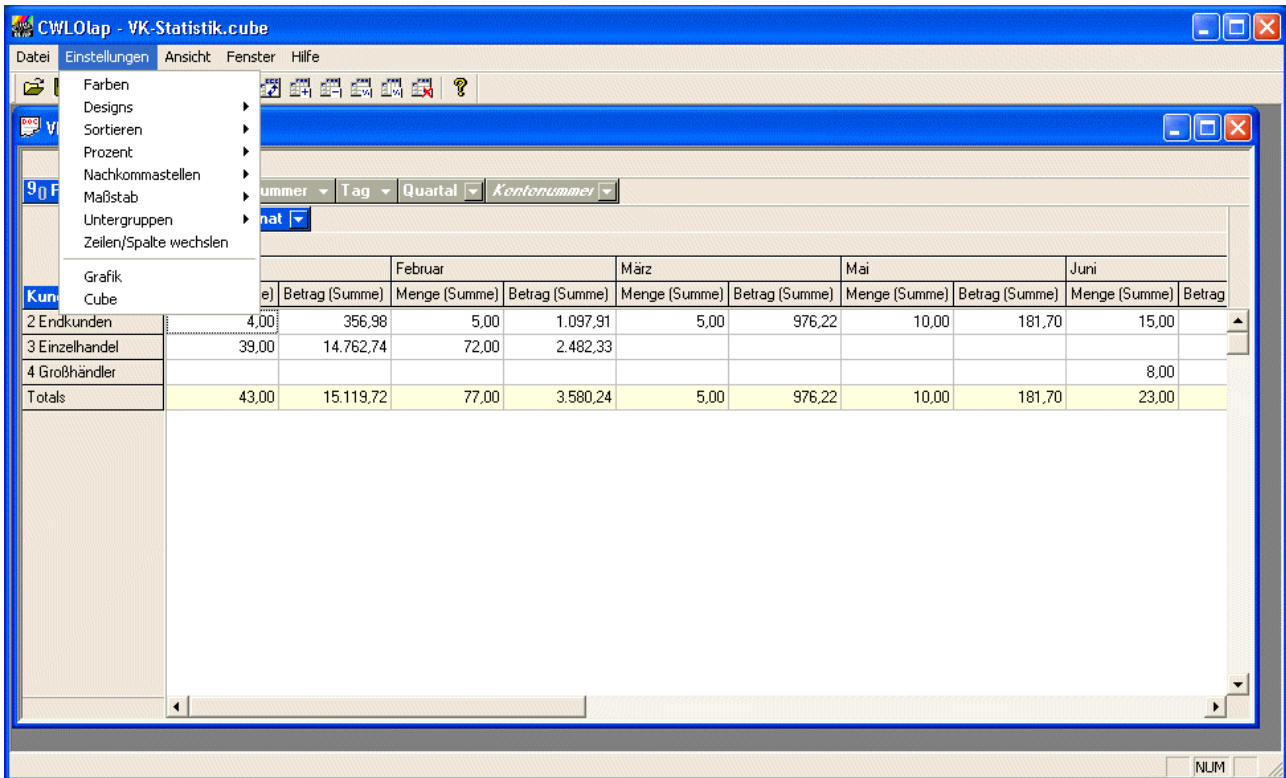 CWLOlap - VK-Statistik.cube
Datei Einstellungen Ansicht Fenster Hilfe
Farben
Designs
Sortieren
Prozent
Nachkommastellen
Maßstab
Untergruppen
Zeilen/Spalte wechslen
Grafik
Cube
Tag Quartal Kontonummer
Februar März Mai Juni
Betrag (Summe) Menge (Summe) Betrag (Summe) Menge (Summe) Betrag (Summe) Menge (Summe) Betrag (Summe) Menge (Summe) Betrag
2 Endkunden 4,00 356,98 5,00 1.097,91 5,00 976,22 10,00 181,70 15,00
3 Einzelhandel 39,00 14.762,74 72,00 2.482,33
4 Großhändler 8,00
Totals 43,00 15.119,72 77,00 3.580,24 5,00 976,22 10,00 181,70 23,00
NUM